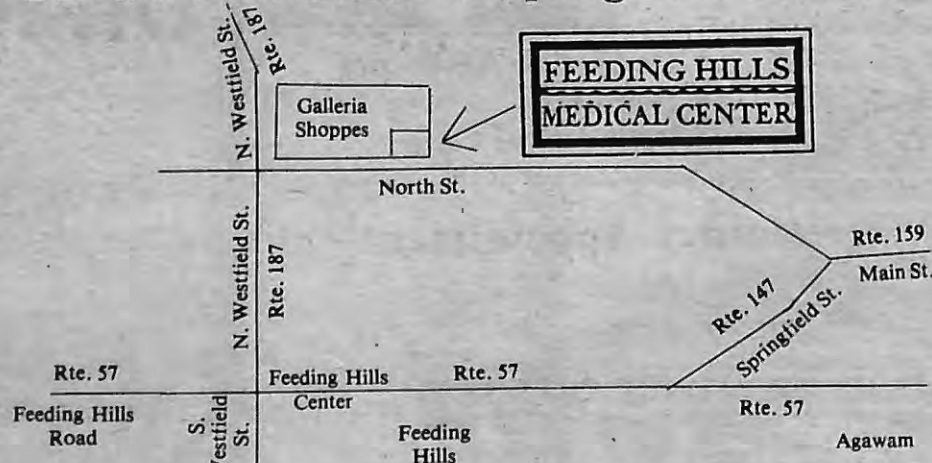 N. Westfield St.
Rte. 187
FEEDING HILLS
MEDICAL CENTER
Galleria
Shoppes
North St.
N. Westfield St.
Rte. 187
Rte. 159
Main St.
Rte. 147
Springfield St.
Rte. 57
Feeding Hills
Center
Rte. 57
Rte. 57
Feeding Hills
Road
S.
Westfield
St.
Feeding
Hills
Agawam